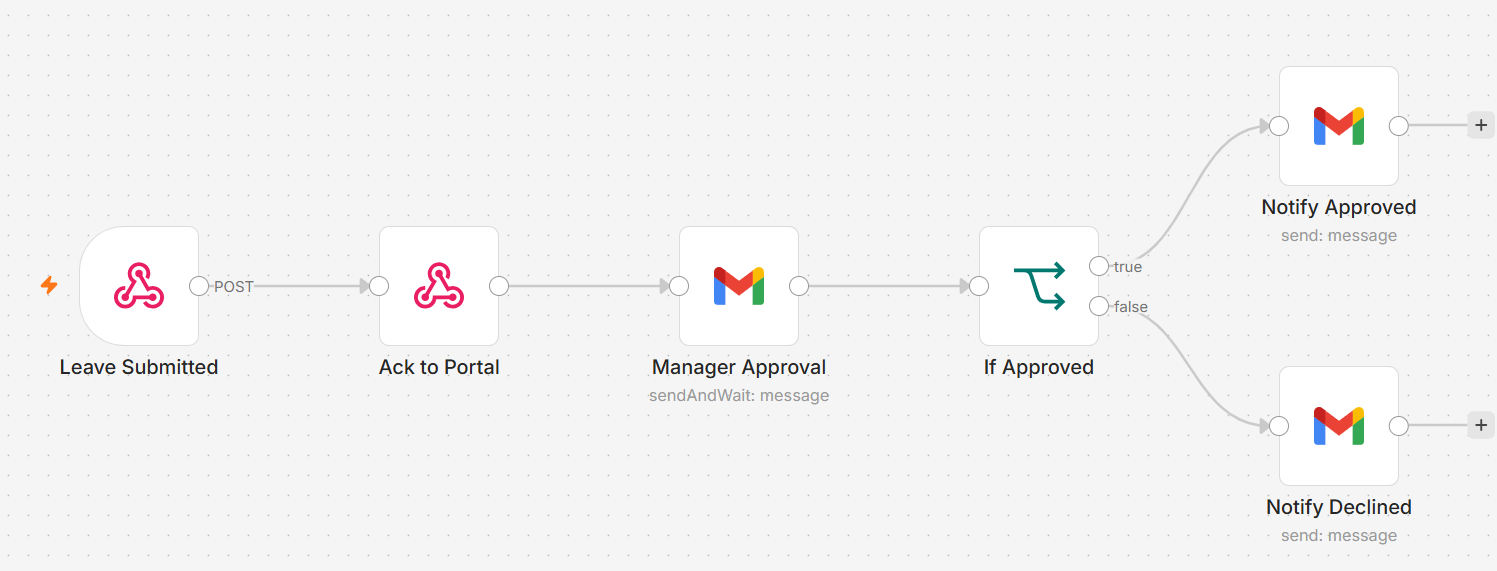 POST
Leave Submitted
Ack to Portal
Manager Approval
sendAndWait: message
true
false
If Approved
Notify Approved
send: message
Notify Declined
send: message